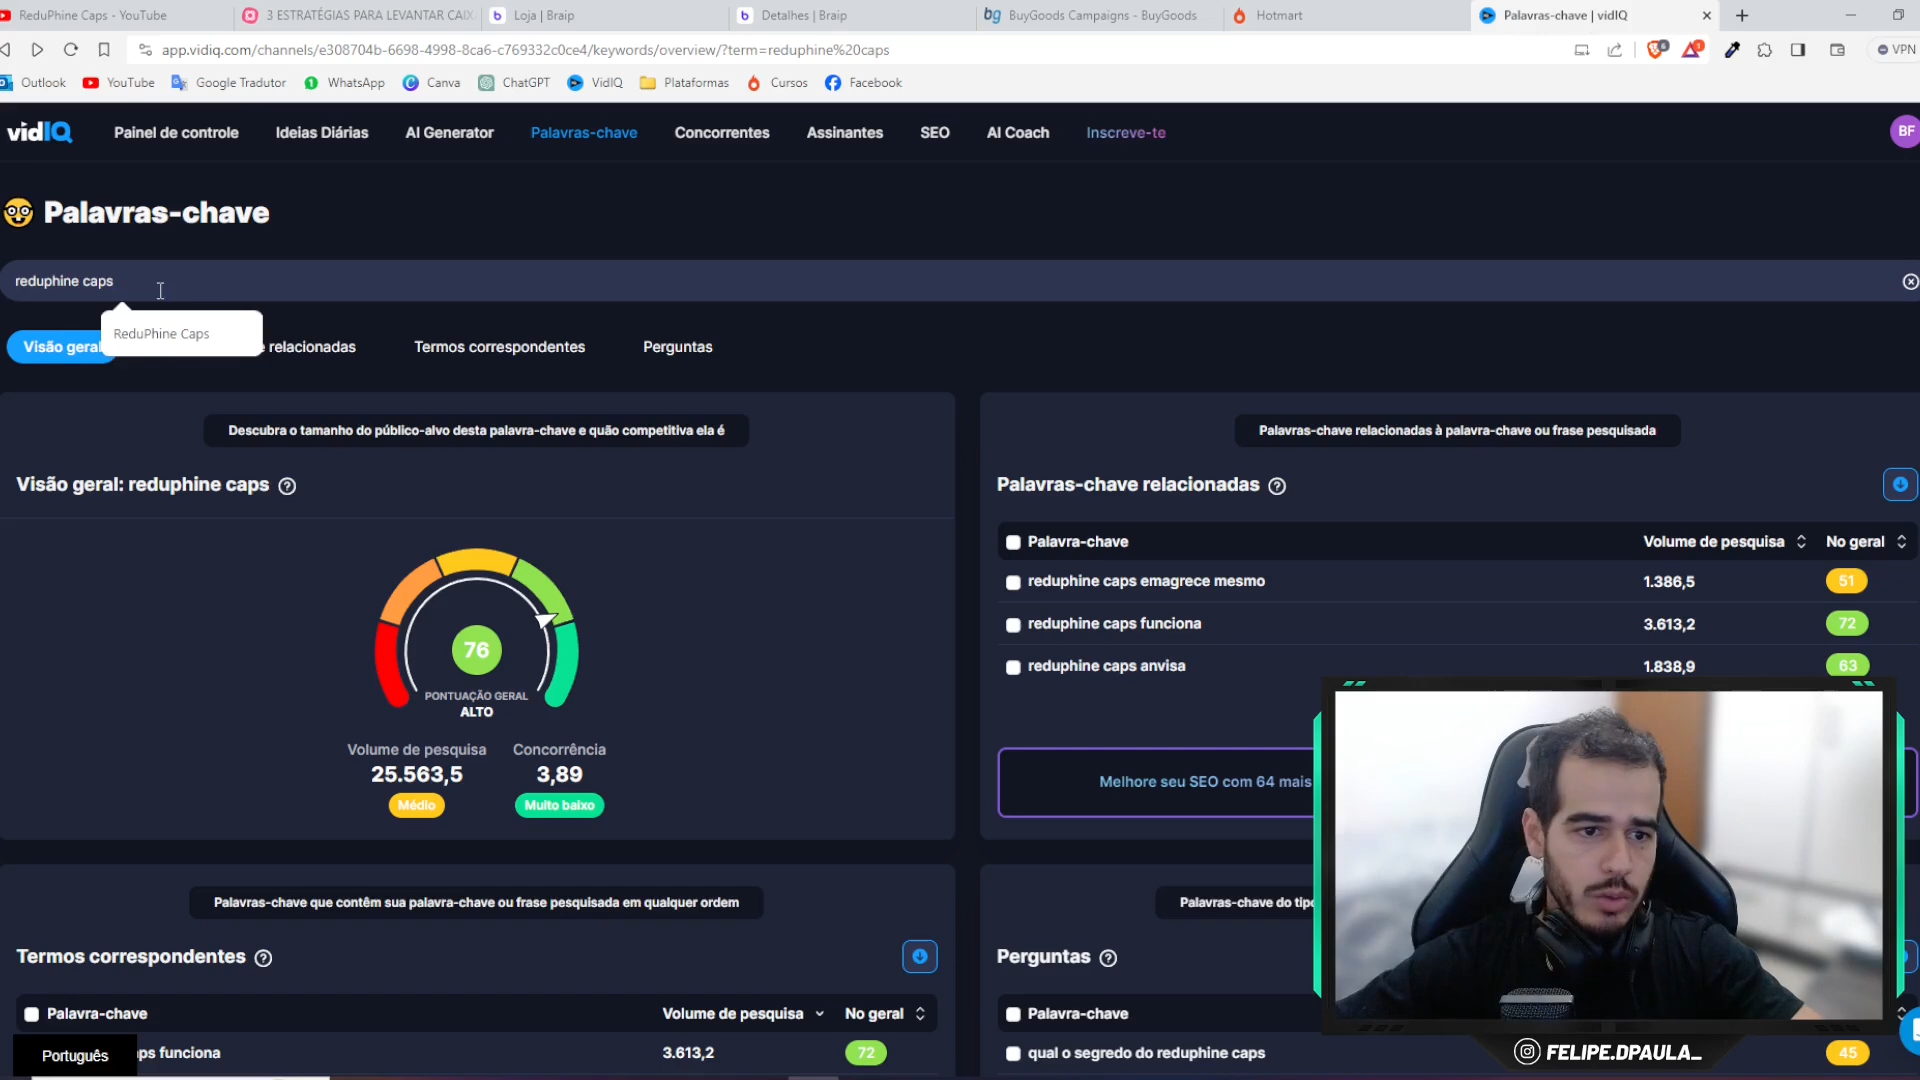 ReduPhine Caps - YouTube
3 ESTRATÉGIAS PARA LEVANTAR CAIX
Loja | Braip
Detalhes | Braip
BuyGoods Campaigns - BuyGoods
Hotmart
Palavras-chave | vidIQ
app.vidiq.com/channels/e308704b-6698-4998-8ca6-c769332c0ce4/keywords/overview/?term=reduphine%20caps
VPN
Outlook
YouTube
Google Tradutor
WhatsApp
Canva
ChatGPT
VidIQ
Plataformas
Cursos
Facebook
vidIQ
Painel de controle
Ideias Diárias
AI Generator
Palavras-chave
Concorrentes
Assinantes
SEO
AI Coach
Inscreve-te
BF
Palavras-chave
reduphine caps
ReduPhine Caps
Visão geral
relacionadas
Termos correspondentes
Perguntas
Descubra o tamanho do público-alvo desta palavra-chave e quão competitiva ela é
Visão geral: reduphine caps
76
PONTUAÇÃO GERAL
ALTO
Volume de pesquisa
Concorrência
25.563,5
3,89
Médio
Muito baixo
Palavras-chave relacionadas à palavra-chave ou frase pesquisada
Palavras-chave relacionadas
Palavra-chave
Volume de pesquisa
No geral
reduphine caps emagrece mesmo
1.386,5
51
reduphine caps funciona
3.613,2
72
reduphine caps anvisa
1.838,9
63
Melhore seu SEO com 64 mais
Palavras-chave que contêm sua palavra-chave ou frase pesquisada em qualquer ordem
Termos correspondentes
Palavra-chave
Volume de pesquisa
No geral
ps funciona
3.613,2
72
Português
Palavras-chave do tipo
Perguntas
Palavra-chave
qual o segredo do reduphine caps
45
FELIPE.DPAULA_